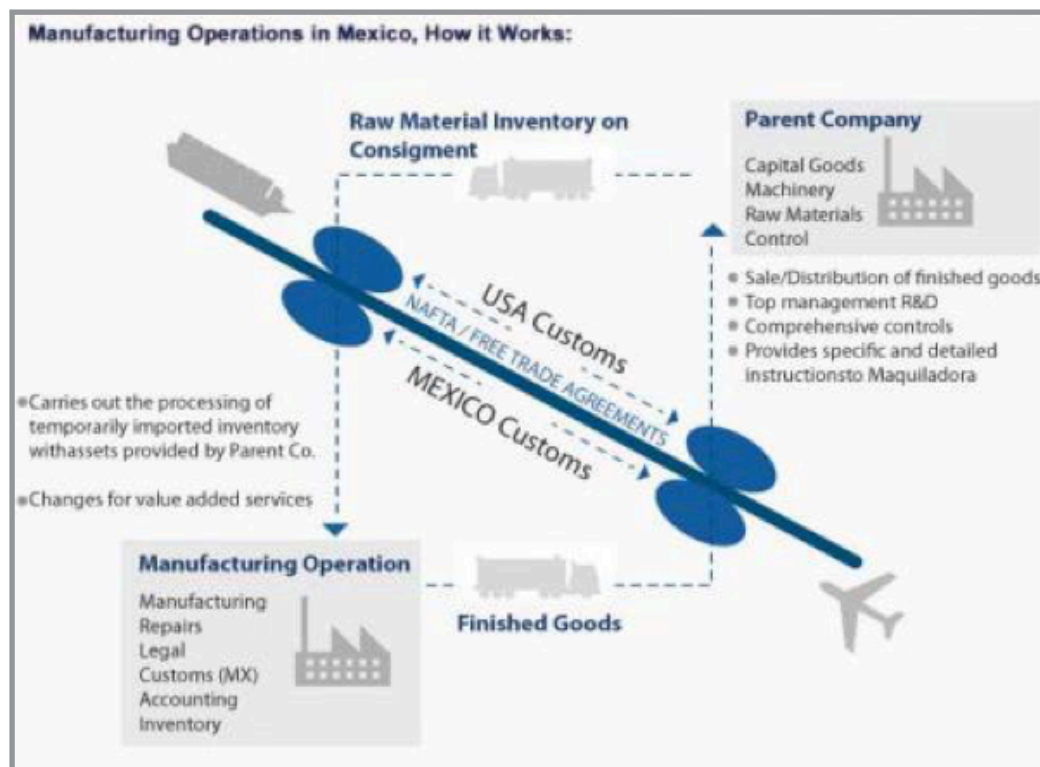 Manufacturing Operations in Mexico, How it Works:
Raw Material Inventory on
Consigment
Parent Company
Capital Goods
Machinery
Raw Materials
Control
Sale/Distribution of finished goods
Top management R&D
Comprehensive controls
Provides specific and detailed
instructionsto Maquiladora
USA Customs
NAFTA / FREE TRADE AGREEMENTS
MEXICO Customs
Carries out the processing of
temporarily imported inventory
withassets provided by Parent Co.
Changes for value added services
Manufacturing Operation
Manufacturing
Repairs
Legal
Customs (MX)
Accounting
Inventory
Finished Goods